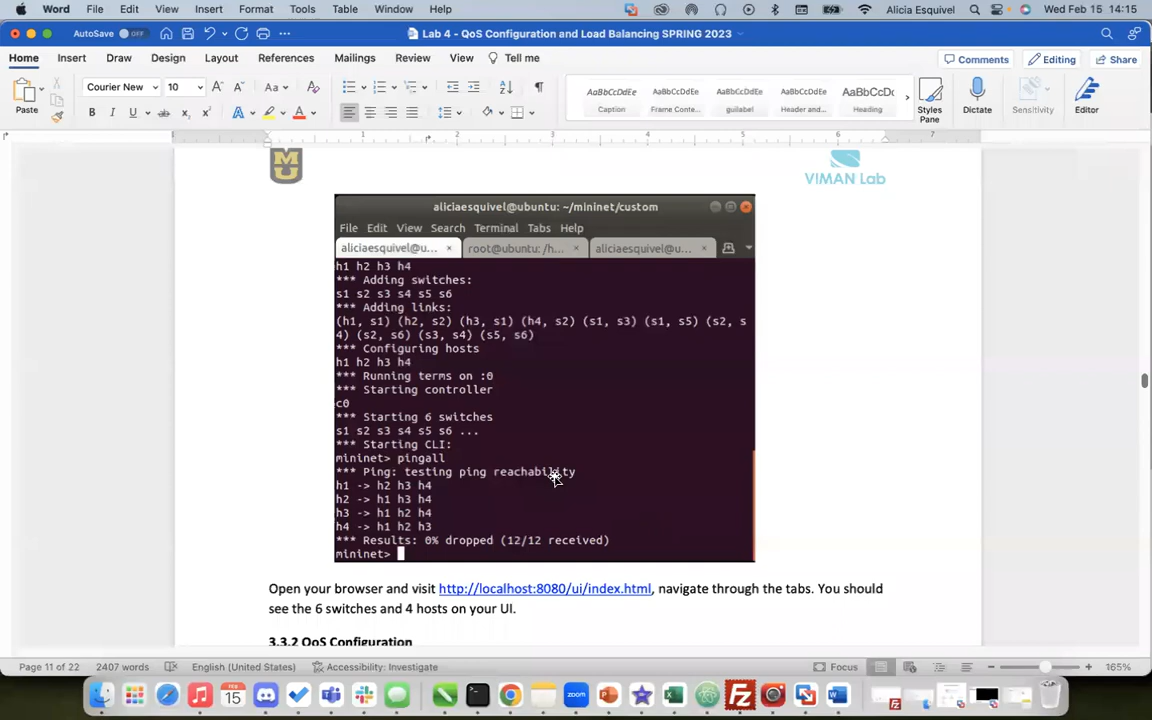 Word File Edit View Insert Format Tools Table Window Help Alicia Esquivel Wed Feb 15 14:15
AutoSave OFF Lab 4 - QoS Configuration and Load Balancing SPRING 2023
Home Insert Draw Design Layout References Mailings Review View Tell me Comments Editing Share
Courier New 10 Aa
AaBbCcDdEe AaBbCcDdEe AaBbCcDdEe AaBbCcDdEe AaBbCcDc
Paste Caption Frame Conte... guilabel Header and... Heading Styles Pane Dictate Sensitivity Editor
1 2 3 4 5 6 7
VIMAN Lab
aliciaesquivel@ubuntu: ~/mininet/custom
File Edit View Search Terminal Tabs Help
aliciaesquivel@u... × root@ubuntu: /h... × aliciaesquivel@u... ×
h1 h2 h3 h4
*** Adding switches:
s1 s2 s3 s4 s5 s6
*** Adding links:
(h1, s1) (h2, s2) (h3, s1) (h4, s2) (s1, s3) (s1, s5) (s2, s
4) (s2, s6) (s3, s4) (s5, s6)
*** Configuring hosts
h1 h2 h3 h4
*** Running terms on :0
*** Starting controller
c0
*** Starting 6 switches
s1 s2 s3 s4 s5 s6 ...
*** Starting CLI:
mininet> pingall
*** Ping: testing ping reachability
h1 -> h2 h3 h4
h2 -> h1 h3 h4
h3 -> h1 h2 h4
h4 -> h1 h2 h3
*** Results: 0% dropped (12/12 received)
mininet>
Open your browser and visit http://localhost:8080/ui/index.html, navigate through the tabs. You should
see the 6 switches and 4 hosts on your UI.
3.3.2 QoS Configuration
Page 11 of 22 2407 words English (United States) Accessibility: Investigate Focus 165%